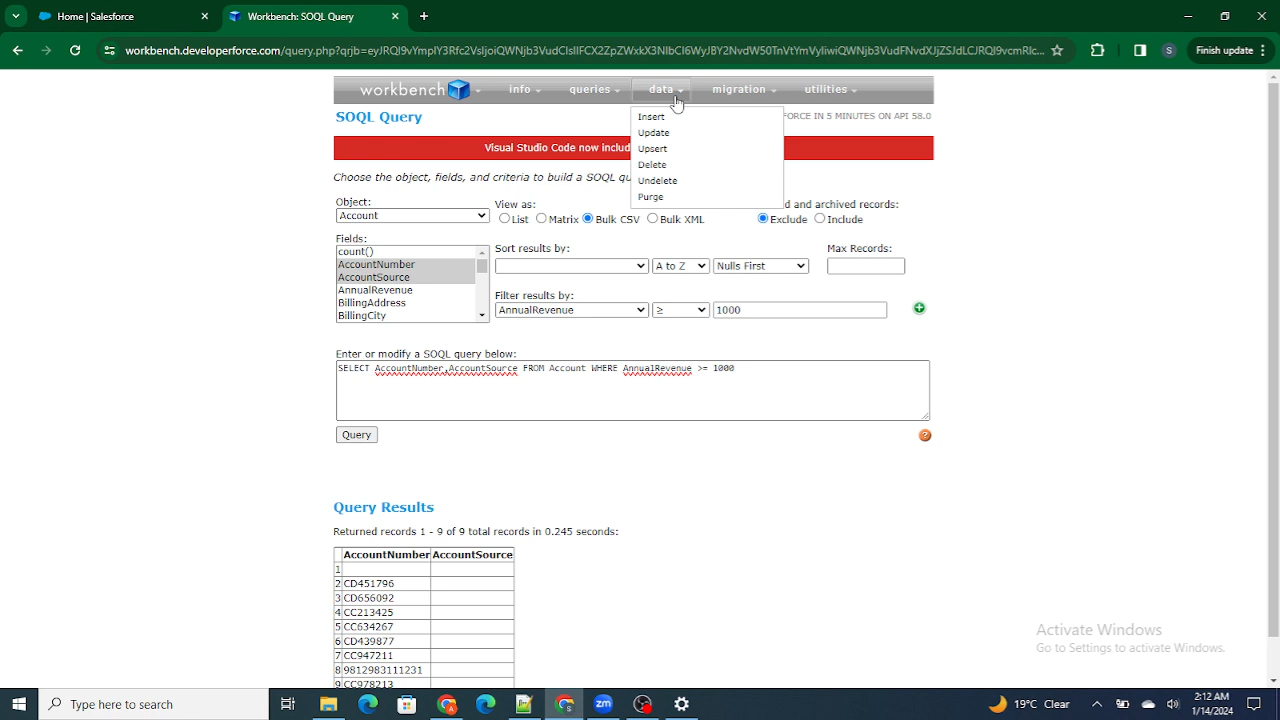 Home | Salesforce
Workbench: SOQL Query
workbench.developerforce.com/query.php?qrjb=
Finish update
workbench info queries data migration utilities
SOQL Query
FORCE IN 5 MINUTES ON API 58.0
Visual Studio Code now includ
Insert
Update
Upsert
Delete
Undelete
Purge
Choose the object, fields, and criteria to build a SOQL qu
Object:
Account
View as:
List Matrix Bulk CSV Bulk XML
d and archived records:
Exclude Include
Fields:
count()
AccountNumber
AccountSource
AnnualRevenue
BillingAddress
BillingCity
Sort results by:
A to Z Nulls First
Max Records:
Filter results by:
AnnualRevenue ≥ 1000
Enter or modify a SOQL query below:
SELECT AccountNumber,AccountSource FROM Account WHERE AnnualRevenue >= 1000
Query
Query Results
Returned records 1 - 9 of 9 total records in 0.245 seconds:
AccountNumber AccountSource
1
2 CD451796
3 CD656092
4 CC213425
5 CC634267
6 CD439877
7 CC947211
8 9812983111231
9 CC978213
Activate Windows
Go to Settings to activate Windows.
Type here to search
19°C Clear
2:12 AM
1/14/2024